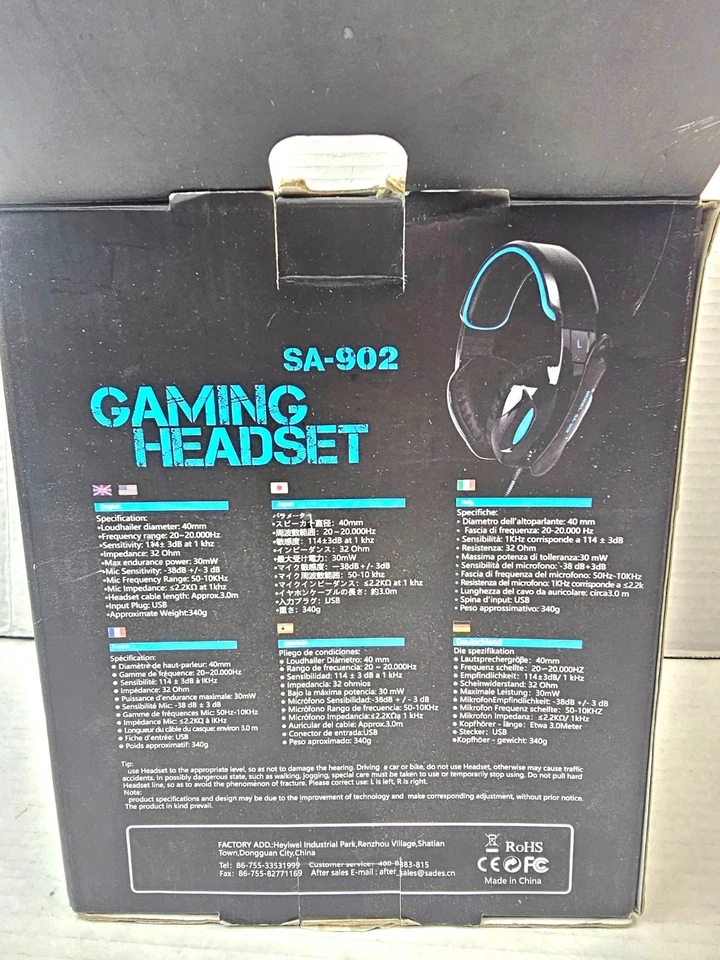 SA-902
GAMING
HEADSET
English
Specification:
•Loudhailer diameter: 40mm
•Frequency range: 20~20.000Hz
•Sensitivity: 114± 3dB at 1 khz
•Impedance: 32 Ohm
•Max endurance power: 30mW
•Mic Sensitivity: -38dB +/- 3 dB
•Mic Frequency Range: 50-10KHz
•Mic Impedance: ≤2.2KΩ at 1khz
•Headset cable length: Approx.3.0m
•Input Plug: USB
•Approximate Weight:340g
Japan
パラメーター
•スピーカー直径：40mm
•周波数範囲：20~20.000Hz
•敏感度：114±3dB at 1 khz
•インピーダンス：32 Ohm
•最大受け電力：30mW
•マイク敏感度：—38dB+/- 3dB
•マイク周波数範囲：50-10 khz
•マイクインピーダンス：≤2.2KΩ at 1 khz
•イヤホンケーブルの長さ：約3.0m
•入力プラグ：USB
•重さ：340g
Italy
Specifiche:
• Diametro dell'altoparlante: 40 mm
• Fascia di frequenza: 20-20.000 Hz
Sensibilità: 1KHz corrisponde a 114 ± 3dB
• Resistenza: 32 Ohm
• Massima potenza di tolleranza:30 mW
Sensibilità del microfono: -38 dB+3dB
• Fascia di frequenza del microfono: 50Hz-10KHz
Resistenza del microfono: 1KHz corrisponde a ≤2.2k
• Lunghezza del cavo da auricolare: circa3.0 m
• Spina d'input: USB
• Peso approssimativo: 340g
France
Spécification:
• Diamètre de haut-parleur: 40mm
• Gamme de fréquence: 20~20.000Hz
• Sensibilité: 114 ± 3 dB à 1KHz
• Impédance: 32 Ohm
• Puissance d'endurance maximale: 30mW
• Sensibilité Mic: -38 dB ± 3 dB
• Gamme de fréquences Mic: 50Hz-10KHz
• Impédance Mic: ≤2.2KΩ à 1KHz
• Longueur du câble du casque: environ 3.0 m
• Fiche d'entrée: USB
• Poids approximatif: 340g
Pliego de condiciones:
• Loudhailer Diámetro: 40 mm
• Rango de frecuencia: 20 ~ 20.000Hz
• Sensibilidad: 114 ± 3 dB a 1 khz
• Impedancia: 32 ohmios
• Bajo la máxima potencia: 30 mW
• Micrófono Sensibilidad: -38dB +/- 3 dB
• Micrófono Rango de frecuencia: 50-10KHz
• Micrófono Impedancia:≤2.2KΩa 1 kHz
• Auricular del cable: Approx.3.0m
• Conector de entrada:USB
• Peso aproximado: 340g
Deutschland
Die spezifikation
• Lautsprechergröße: 40mm
• Frequenz schelfte: 20~20.000HZ
• Empfindlichkeit: 114±3dB/ 1 kHz
• Scheinwiderstand: 32 Ohm
• Maximale Leistung: 30mW
• MikrofonEmpfindlichkeit: -38dB +/- 3 dB
• Mikrofon Frequenz schelfte: 50-10KHZ
• Mikrofon Impedanz: ≤2.2KΩ/ 1kHz
• Kopfhörer - länge: Etwa 3.0Meter
• Stecker: USB
•Kopfhörer - gewicht: 340g
Tip:
use Headset to the appropriate level, so as not to damage the hearing. Driving a car or bike, do not use Headset, otherwise may cause traffic
accidents. In possibly dangerous state, such as walking, jogging, special care must be taken to use or temporarily stop using. Do not pull hard
Headset line, so as to avoid the phenomenon of fracture. Please correct use: L is left, R is right.
Note:
product specifications and design may be due to the improvement of technology and make corresponding adjustment, without prior notice.
The product in kind prevail.
FACTORY ADD.:Heyiwei Industrial Park,Renzhou Village,Shatian
Town,Dongguan City,China
Tel: 86-755-33531999 Customer service: 400-8883-815
Fax: 86-755-82771169 After sales E-mail: after_sales@sades.cn
RoHS
CE FC
Made in China
L